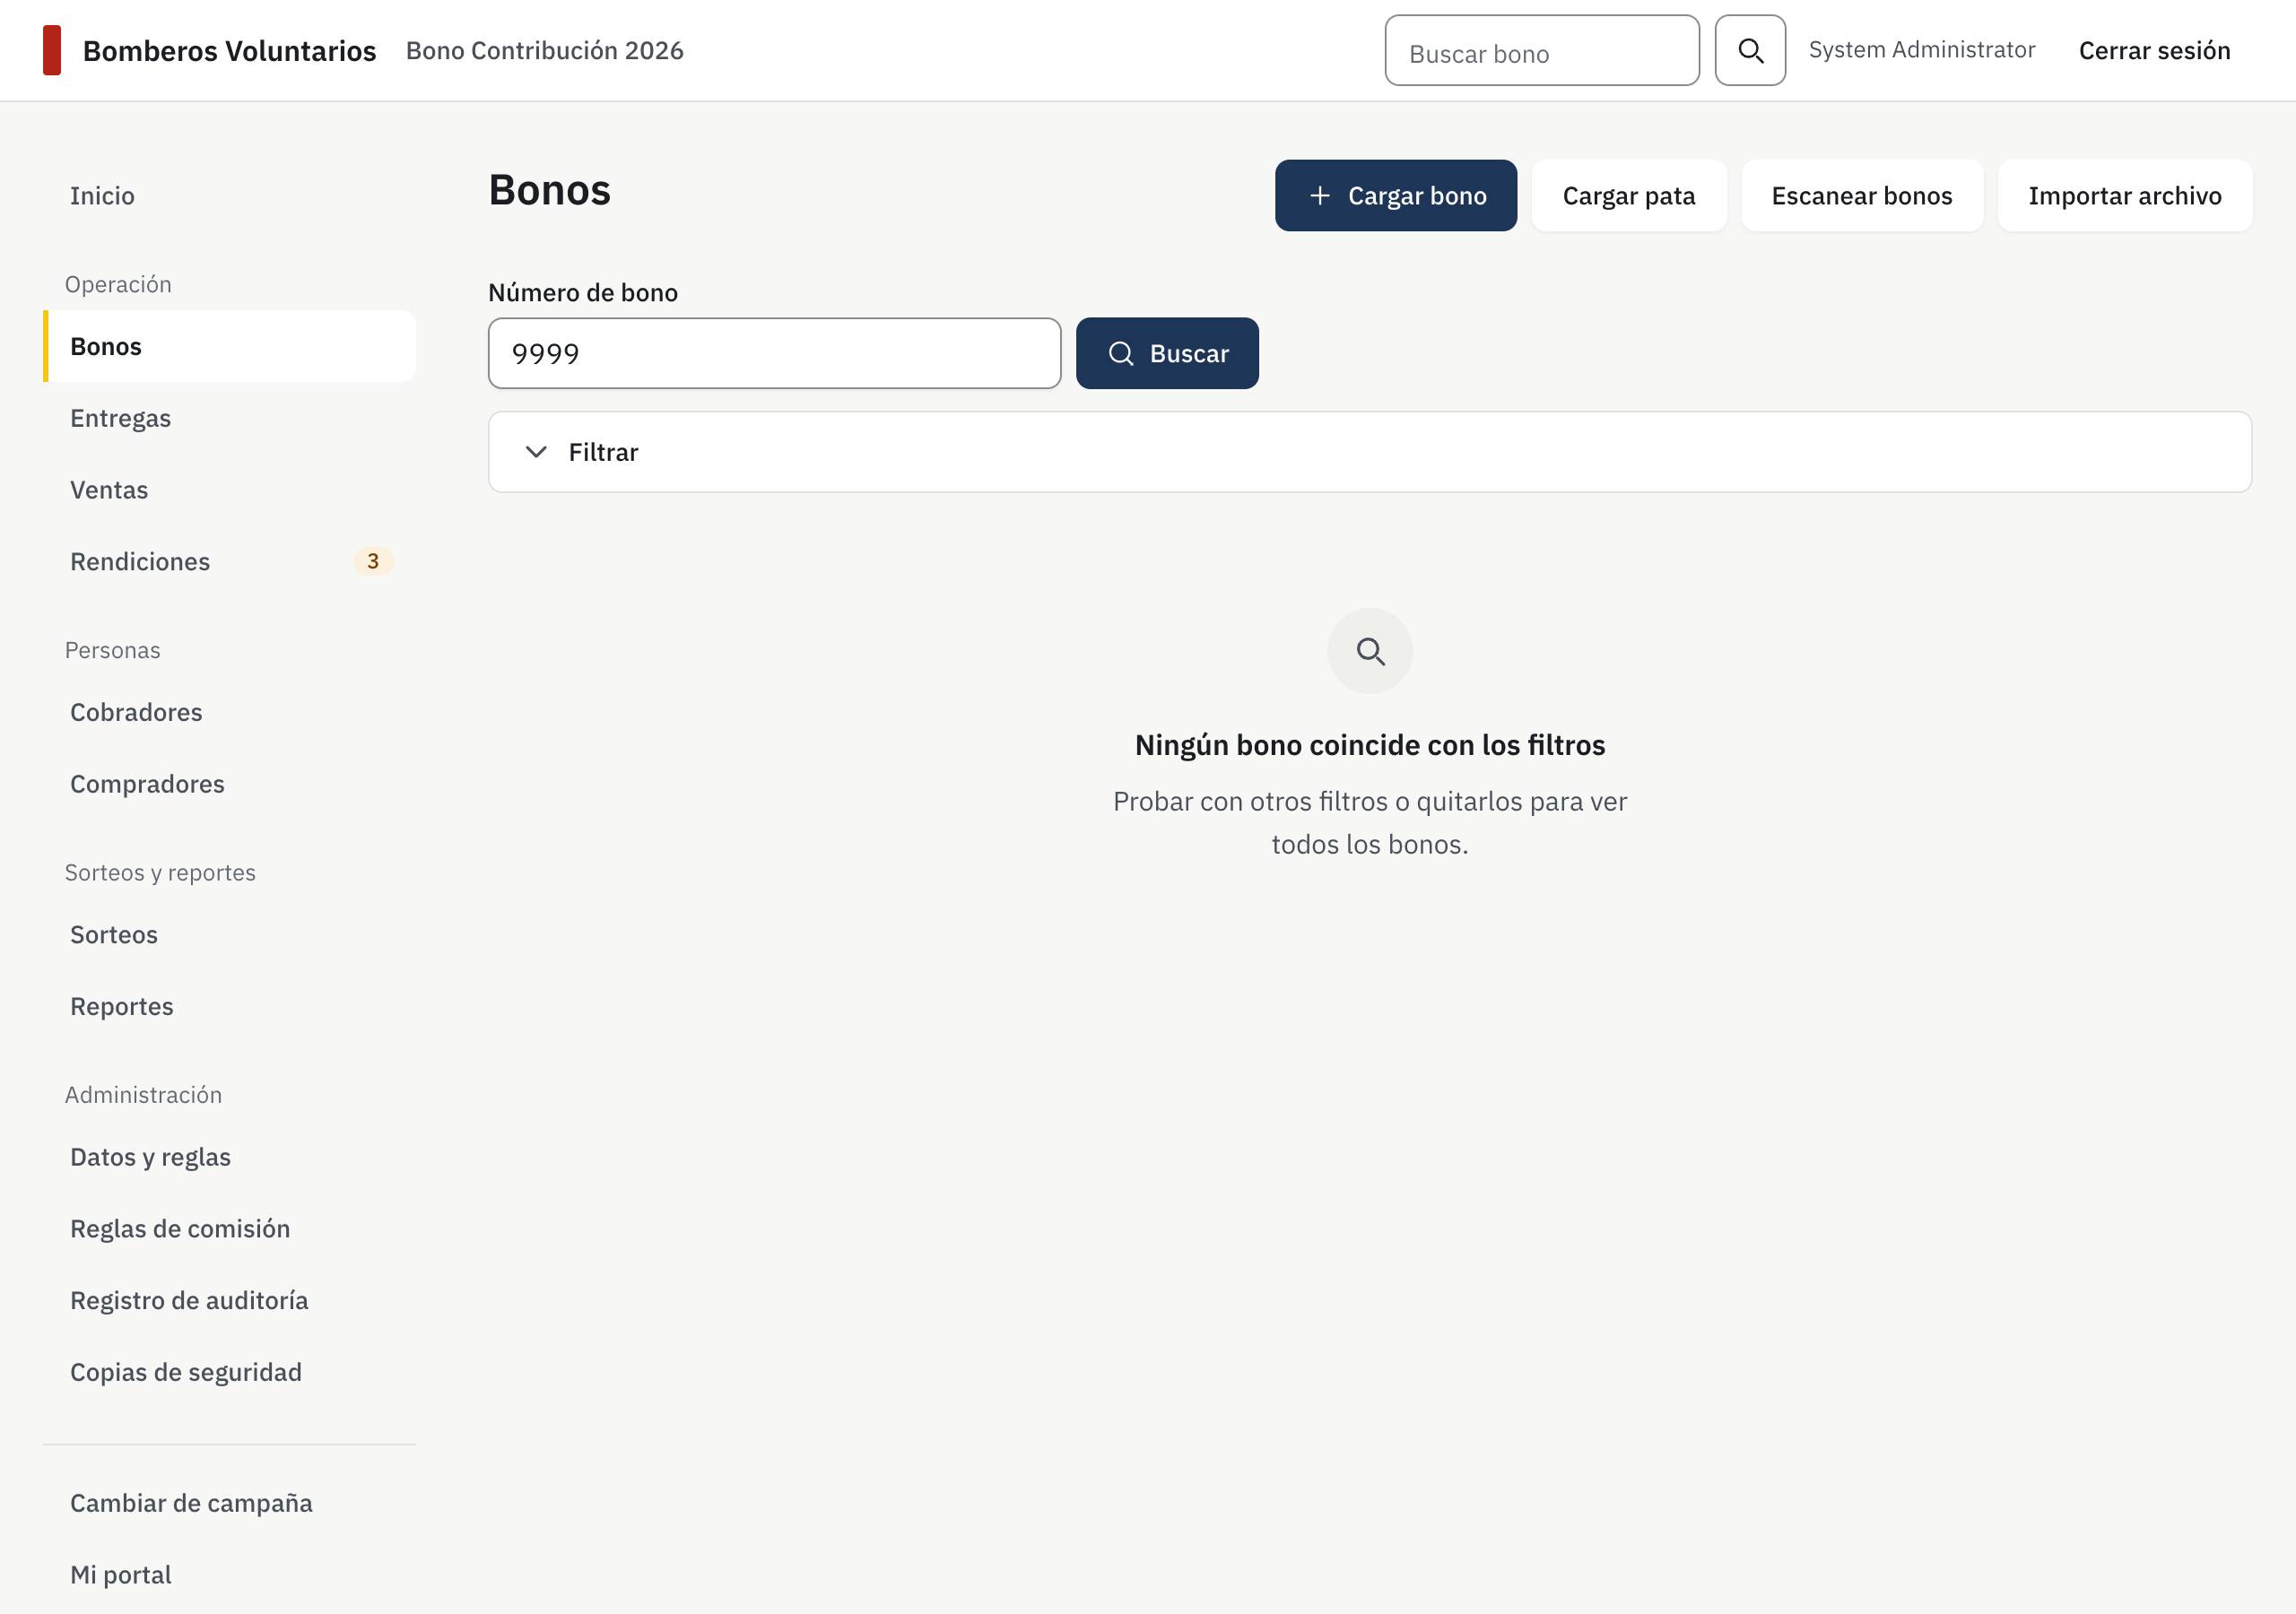 Bomberos Voluntarios Bono Contribución 2026 Buscar bono System Administrator Cerrar sesión
Inicio
Operación
Bonos
Entregas
Ventas
Rendiciones 3
Personas
Cobradores
Compradores
Sorteos y reportes
Sorteos
Reportes
Administración
Datos y reglas
Reglas de comisión
Registro de auditoría
Copias de seguridad
Cambiar de campaña
Mi portal
Bonos
Cargar bono Cargar pata Escanear bonos Importar archivo
Número de bono
9999 Buscar
Filtrar
Ningún bono coincide con los filtros
Probar con otros filtros o quitarlos para ver
todos los bonos.